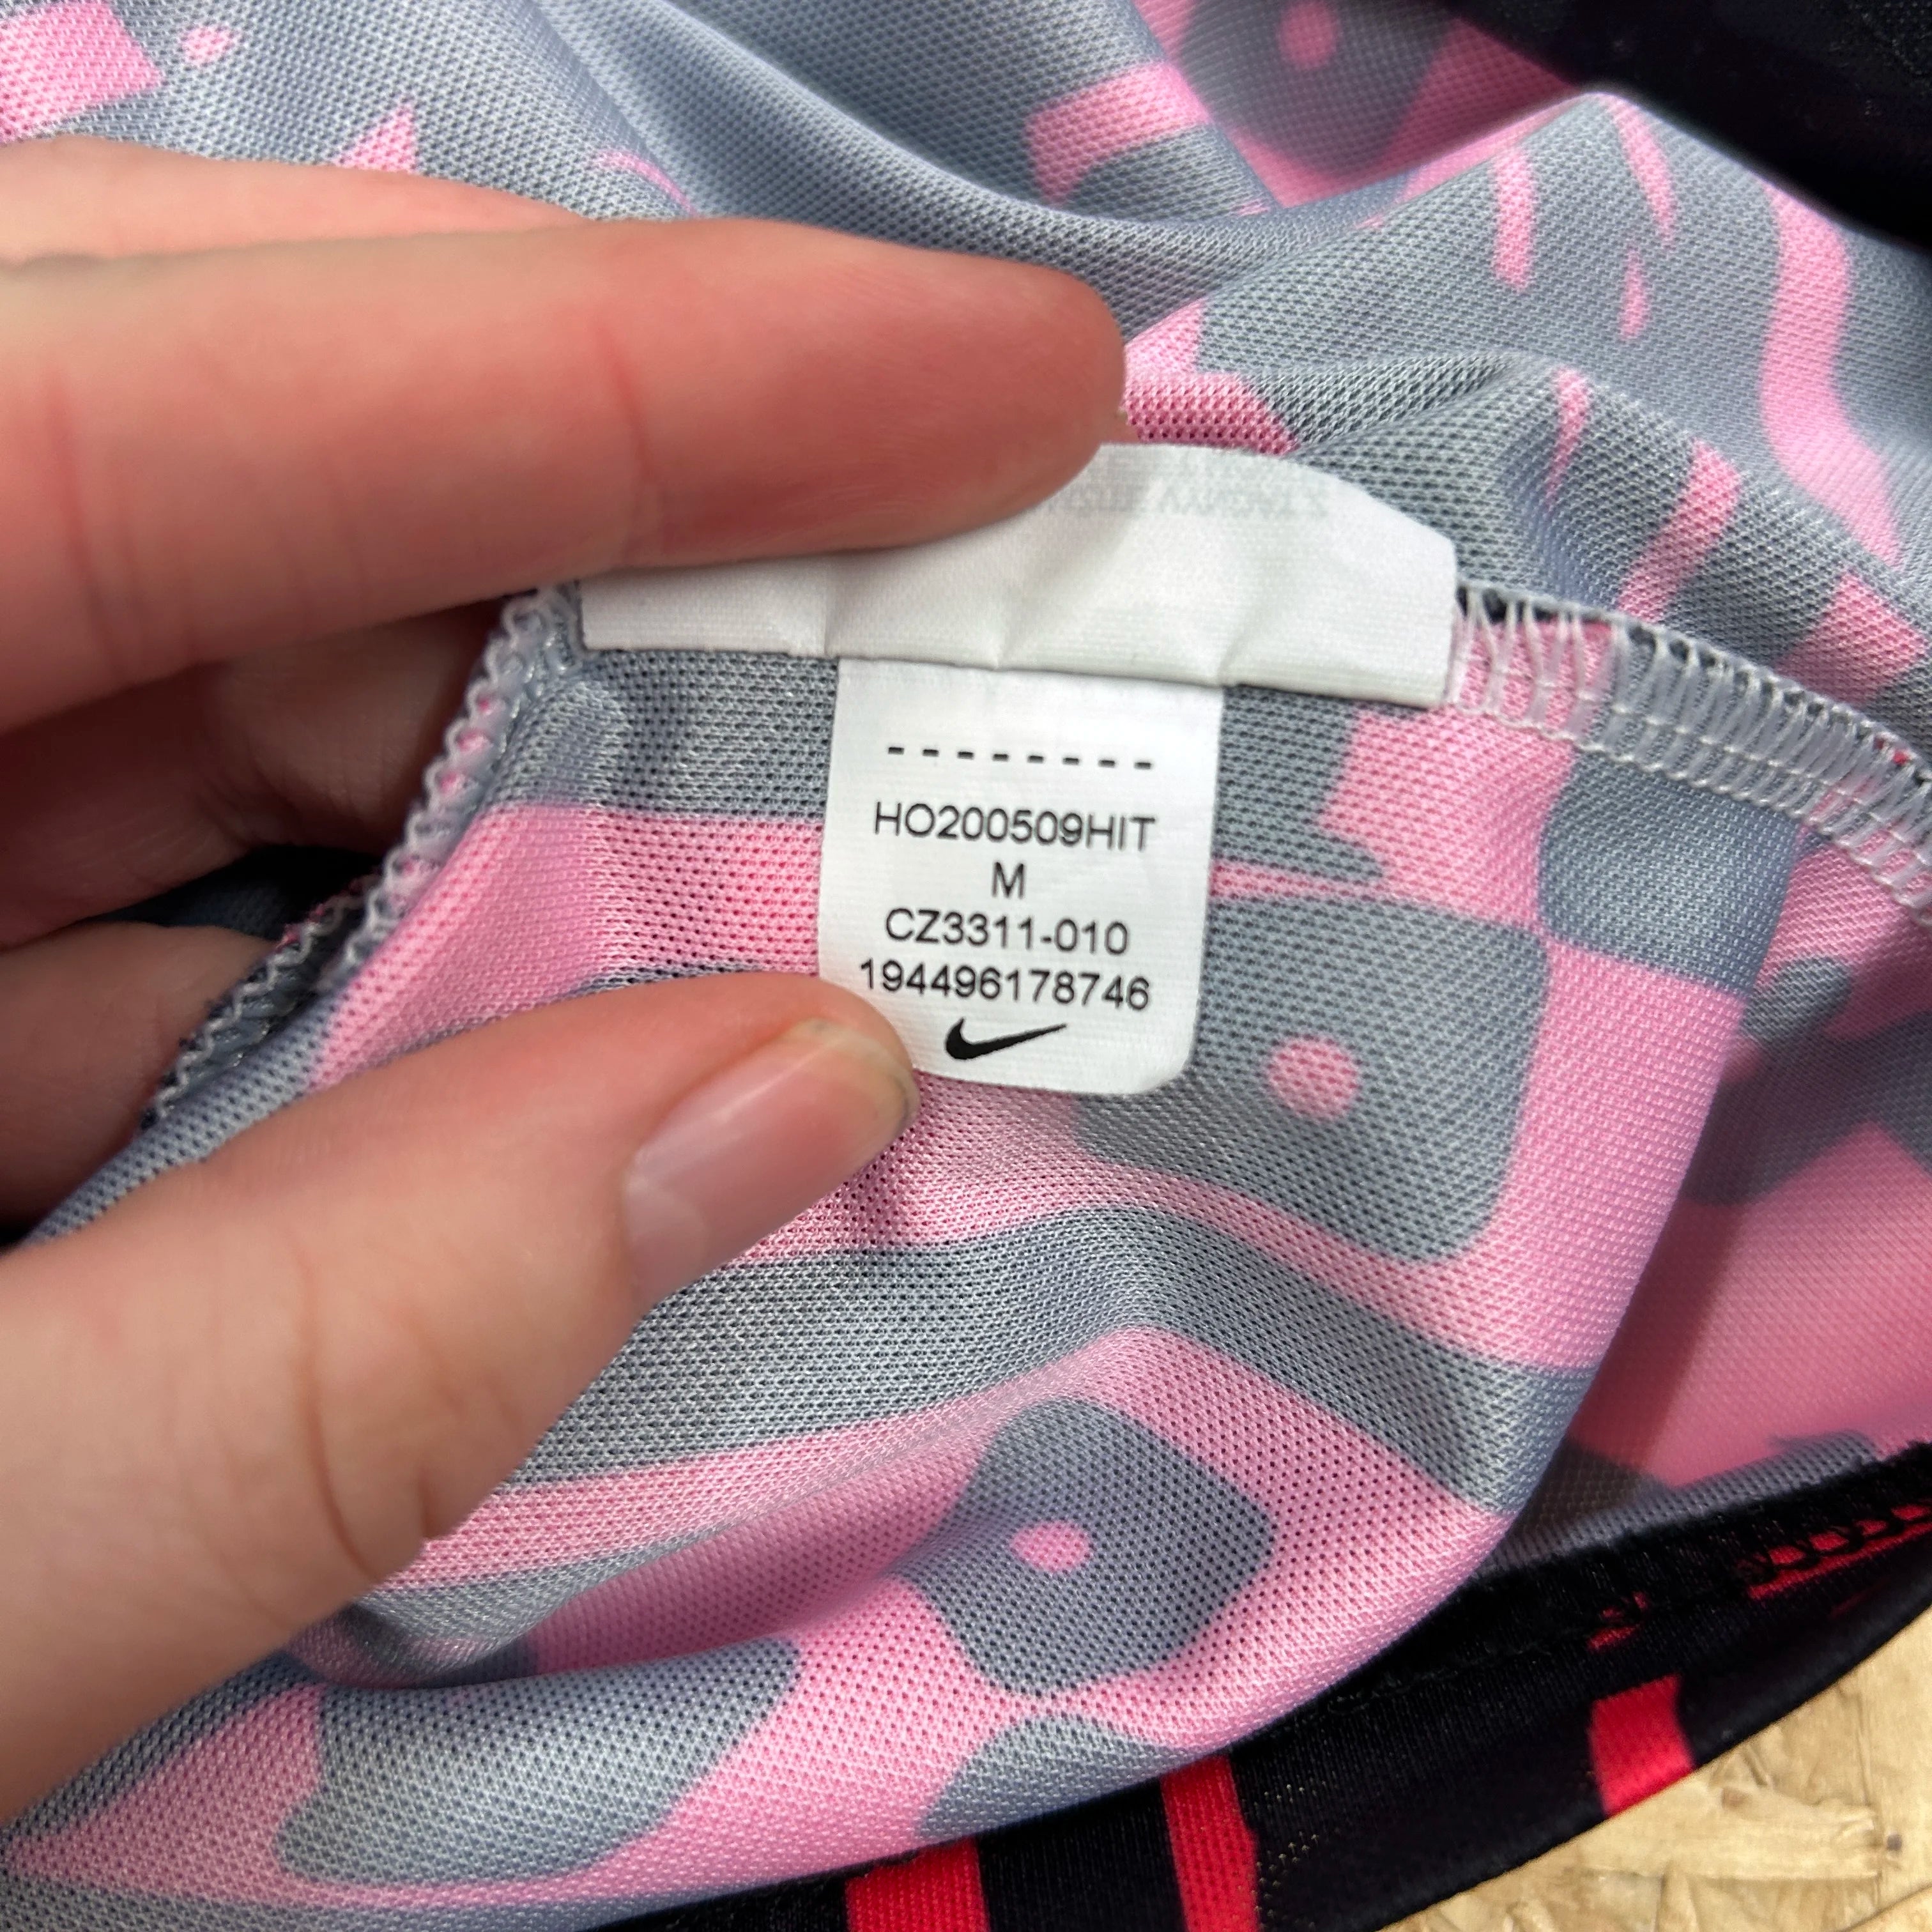 --------
HO200509HIT
M
CZ3311-010
194496178746